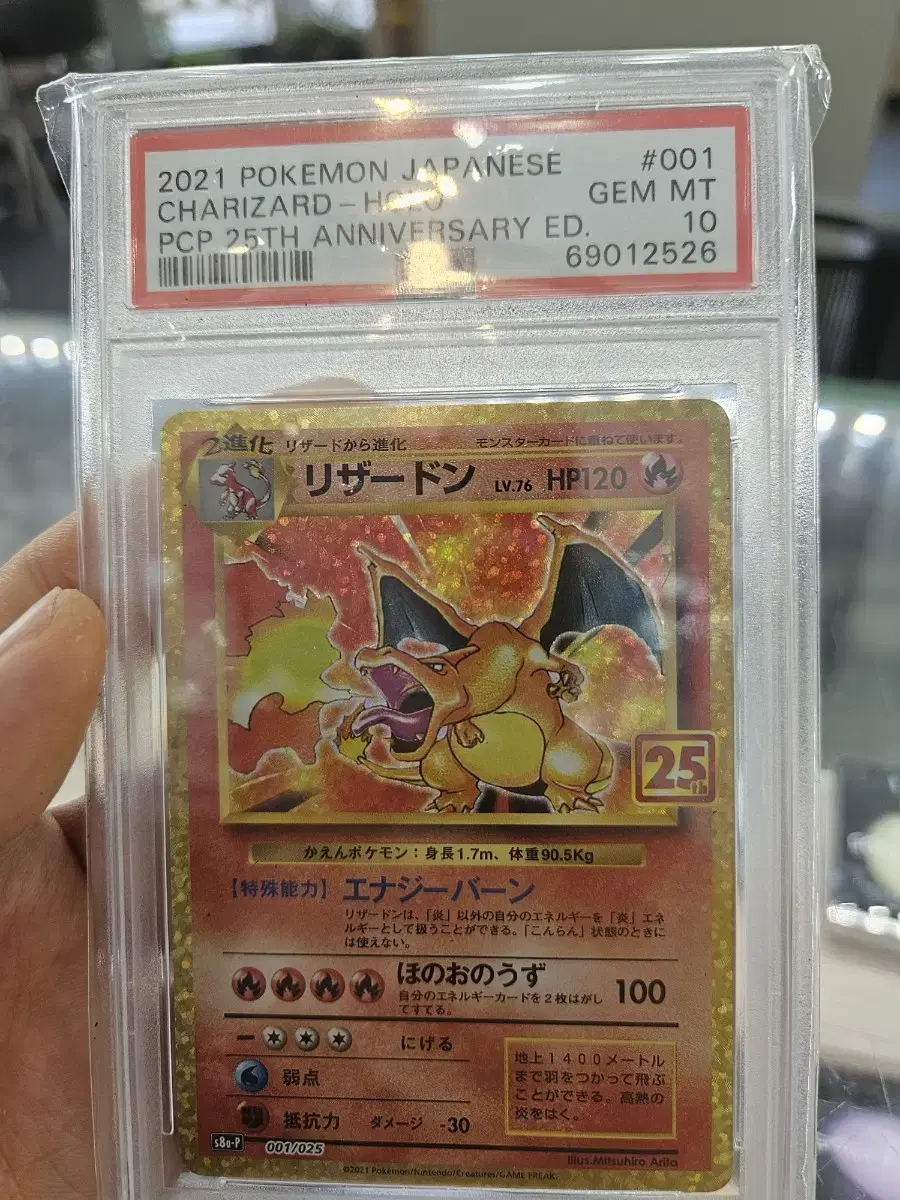 2021 POKEMON JAPANESE #001
CHARIZARD-HOLO GEM MT
PCP 25TH ANNIVERSARY ED. 10
69012526
2進化 リザードから進化 モンスターカードに重ねて使います。
リザードン LV.76 HP120
25th
かえんポケモン：身長1.7m、体重90.5Kg
【特殊能力】 エナジーバーン
リザードンは、「炎」以外の自分のエネルギーを「炎」エネ
ルギーとして扱うことができる。「こんらん」状態のときに
は使えない。
ほのおのうず 100
自分のエネルギーカードを2枚はがし
てすてる。
にげる
弱点
抵抗力 ダメージ -30
地上1400メートル
まで羽をつかって飛ぶ
ことができる。高熱の
炎をはく。
s8a-P 001/025
Illus.Mitsuhiro Arita
©2021 Pokémon/Nintendo/Creatures/GAME FREAK.